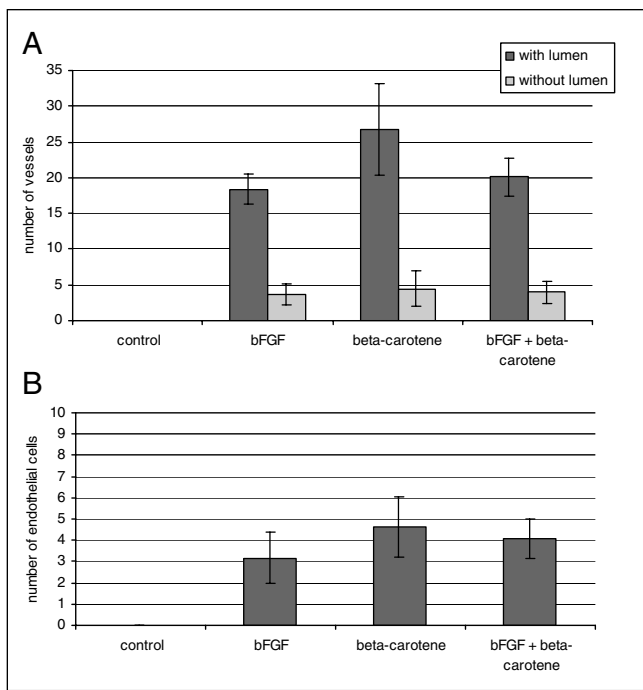 A
with lumen
without lumen
number of vessels
35
30
25
20
15
10
5
0
control
bFGF
beta-carotene
bFGF + beta-
carotene
B
number of endothelial cells
10
9
8
7
6
5
4
3
2
1
0
control
bFGF
beta-carotene
bFGF + beta-
carotene